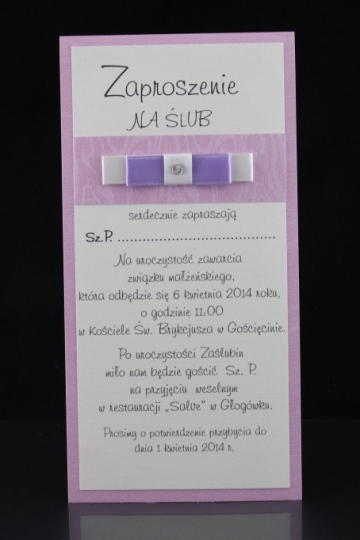 Zaproszenie
NA ŚLUB
serdecznie zapraszają
Sz.P. ......................................
Na uroczystość zawarcia
związku małżeńskiego,
która odbędzie się 6 kwietnia 2014 roku,
o godzinie 11:00
w Kościele Św. Brykcjusza w Gościęcinie.
Po uroczystości Zaślubin
miło nam będzie gościć Sz. P.
na przyjęciu weselnym
w restauracji „Salve" w Głogówku.
Prosimy o potwierdzenie przybycia do
dnia 1 kwietnia 2014 r.